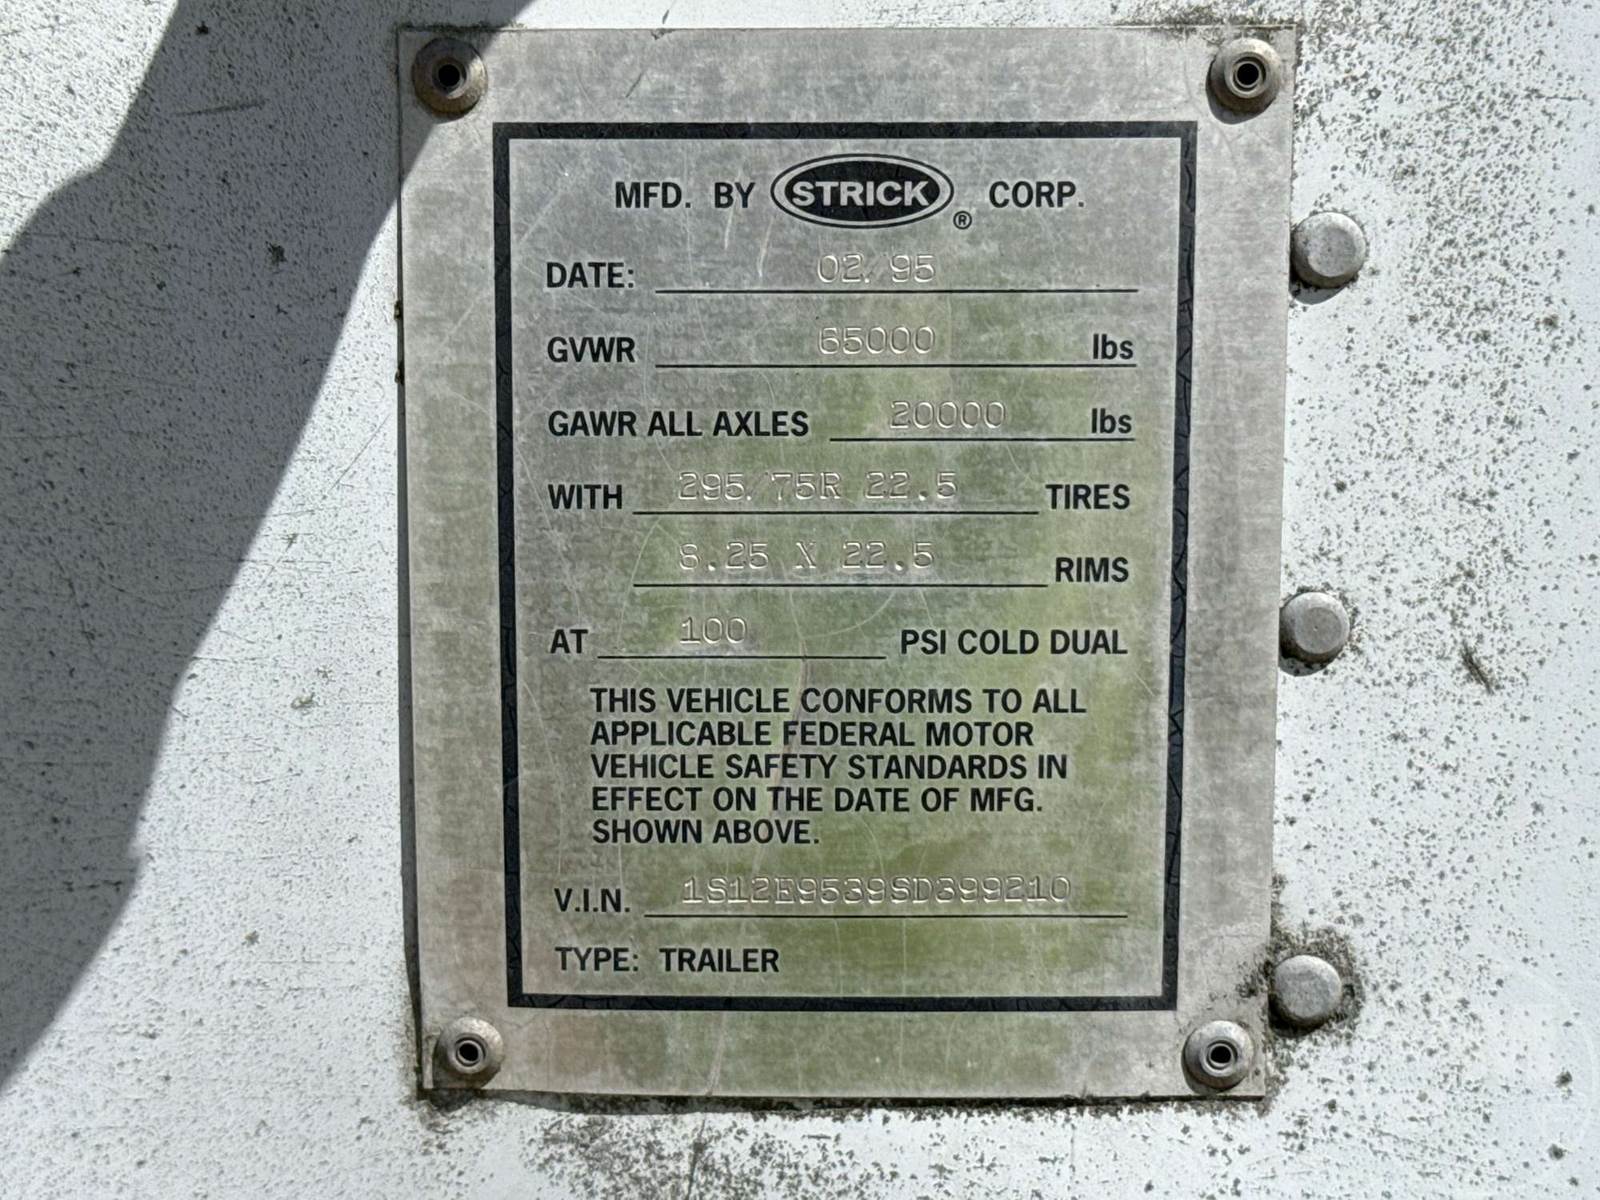 MFD. BY STRICK ® CORP.
DATE: 02/95
GVWR 65000 lbs
GAWR ALL AXLES 20000 lbs
WITH 295/75R 22.5 TIRES
8.25 X 22.5 RIMS
AT 100 PSI COLD DUAL
THIS VEHICLE CONFORMS TO ALL
APPLICABLE FEDERAL MOTOR
VEHICLE SAFETY STANDARDS IN
EFFECT ON THE DATE OF MFG.
SHOWN ABOVE.
V.I.N. 1S12E9539SD399210
TYPE: TRAILER